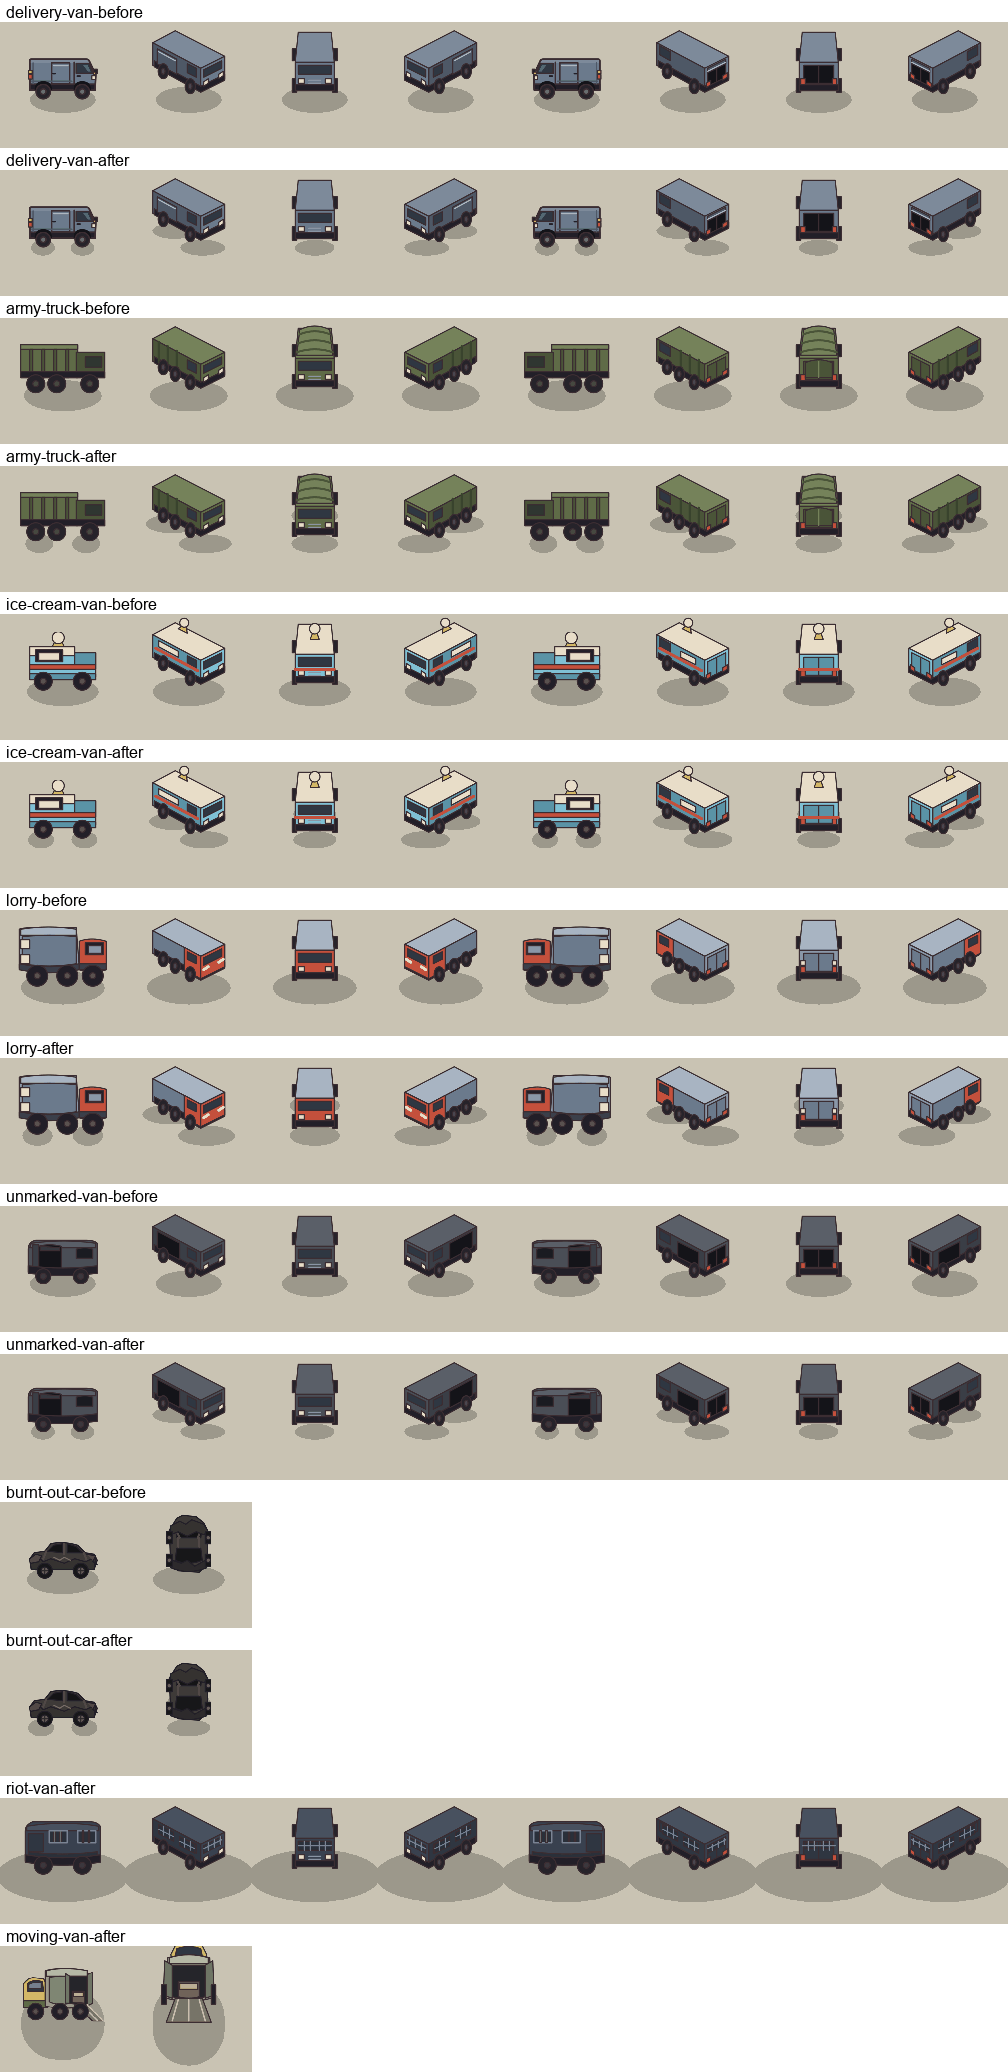 delivery-van-before
delivery-van-after
army-truck-before
army-truck-after
ice-cream-van-before
ice-cream-van-after
lorry-before
lorry-after
unmarked-van-before
unmarked-van-after
burnt-out-car-before
burnt-out-car-after
riot-van-after
moving-van-after